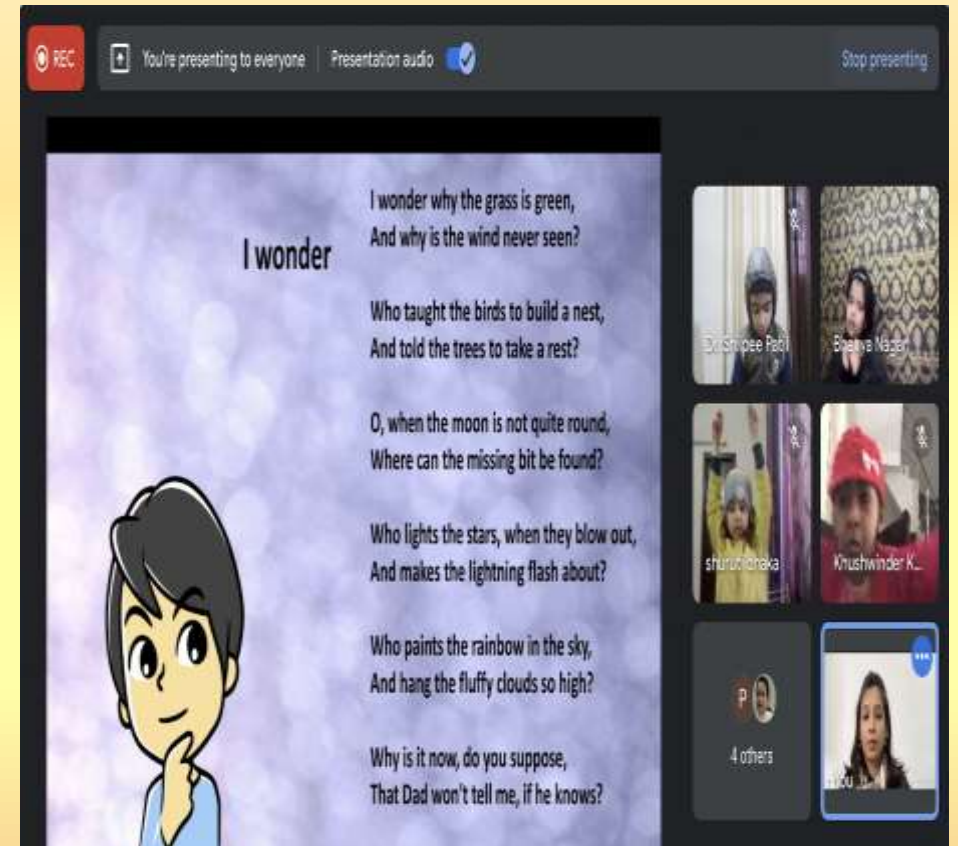 REC
You're presenting to everyone
Presentation audio
Stop presenting
I wonder
I wonder why the grass is green,
And why is the wind never seen?
Who taught the birds to build a nest,
And told the trees to take a rest?
O, when the moon is not quite round,
Where can the missing bit be found?
Who lights the stars, when they blow out,
And makes the lightning flash about?
Who paints the rainbow in the sky,
And hang the fluffy clouds so high?
Why is it now, do you suppose,
That Dad won't tell me, if he knows?
Khushwinder K...
P
4 others
You